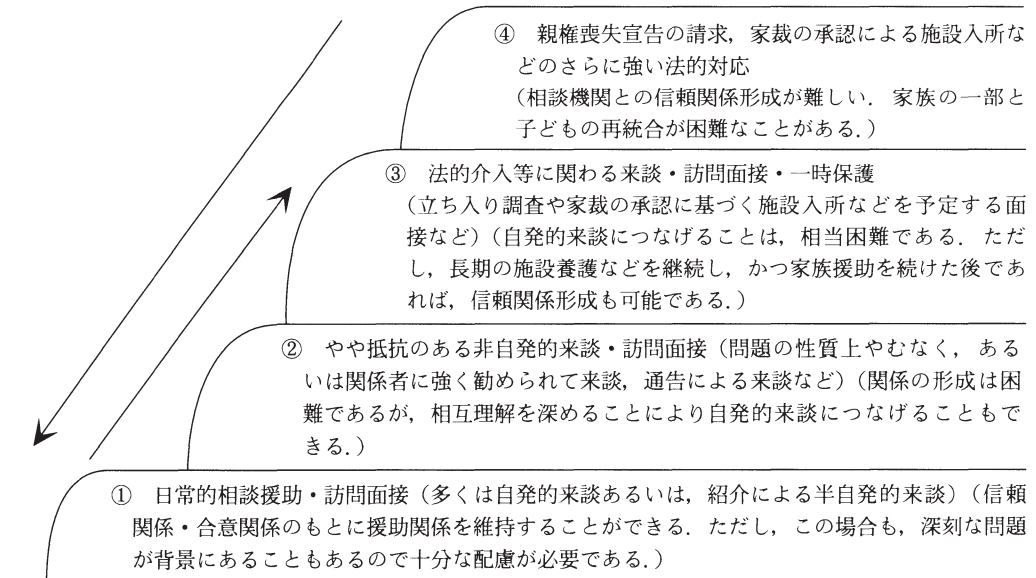 ④　親権喪失宣告の請求，家裁の承認による施設入所な
どのさらに強い法的対応
（相談機関との信頼関係形成が難しい．家族の一部と
子どもの再統合が困難なことがある．）
③　法的介入等に関わる来談・訪問面接・一時保護
（立ち入り調査や家裁の承認に基づく施設入所などを予定する面
接など）（自発的来談につなげることは，相当困難である．ただ
し，長期の施設養護などを継続し，かつ家族援助を続けた後であ
れば，信頼関係形成も可能である．）
②　やや抵抗のある非自発的来談・訪問面接（問題の性質上やむなく，ある
いは関係者に強く勧められて来談，通告による来談など）（関係の形成は困
難であるが，相互理解を深めることにより自発的来談につなげることもで
きる．）
①　日常的相談援助・訪問面接（多くは自発的来談あるいは，紹介による半自発的来談）（信頼
関係・合意関係のもとに援助関係を維持することができる．ただし，この場合も，深刻な問題
が背景にあることもあるので十分な配慮が必要である．）